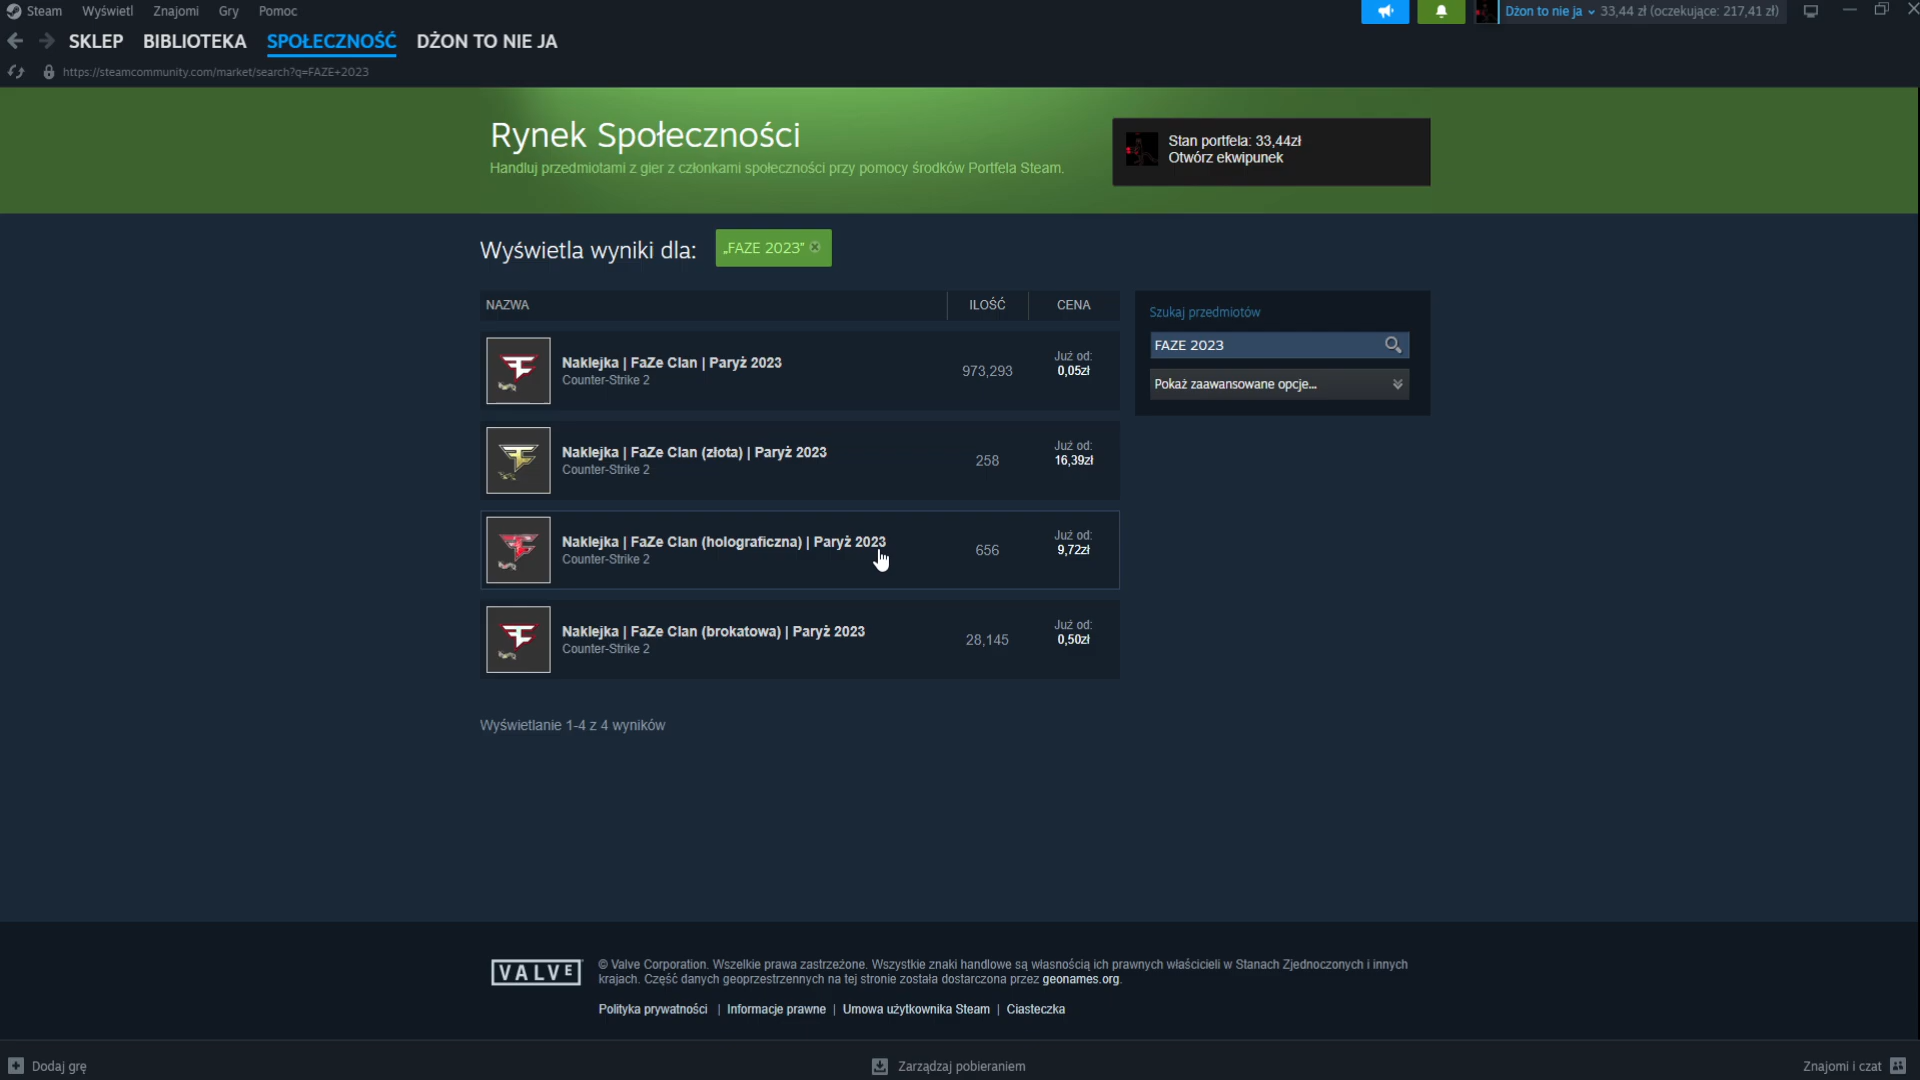 Steam Wyświetl Znajomi Gry Pomoc
Dżon to nie ja 33,44 zł (oczekujące: 217,41 zł)
SKLEP BIBLIOTEKA SPOŁECZNOŚĆ DŻON TO NIE JA
https://steamcommunity.com/market/search?q=FAZE+2023
Rynek Społeczności
Handluj przedmiotami z gier z członkami społeczności przy pomocy środków Portfela Steam.
Stan portfela: 33,44zł
Otwórz ekwipunek
Wyświetla wyniki dla: „FAZE 2023”
NAZWA ILOŚĆ CENA
Naklejka | FaZe Clan | Paryż 2023
Counter-Strike 2
973,293
Już od:
0,05zł
Naklejka | FaZe Clan (złota) | Paryż 2023
Counter-Strike 2
258
Już od:
16,39zł
Naklejka | FaZe Clan (holograficzna) | Paryż 2023
Counter-Strike 2
656
Już od:
9,72zł
Naklejka | FaZe Clan (brokatowa) | Paryż 2023
Counter-Strike 2
28,145
Już od:
0,50zł
Wyświetlanie 1-4 z 4 wyników
Szukaj przedmiotów
FAZE 2023
Pokaż zaawansowane opcje...
VALVE
© Valve Corporation. Wszelkie prawa zastrzeżone. Wszystkie znaki handlowe są własnością ich prawnych właścicieli w Stanach Zjednoczonych i innych
krajach. Część danych geoprzestrzennych na tej stronie została dostarczona przez geonames.org.
Polityka prywatności | Informacje prawne | Umowa użytkownika Steam | Ciasteczka
Dodaj grę
Zarządzaj pobieraniem
Znajomi i czat